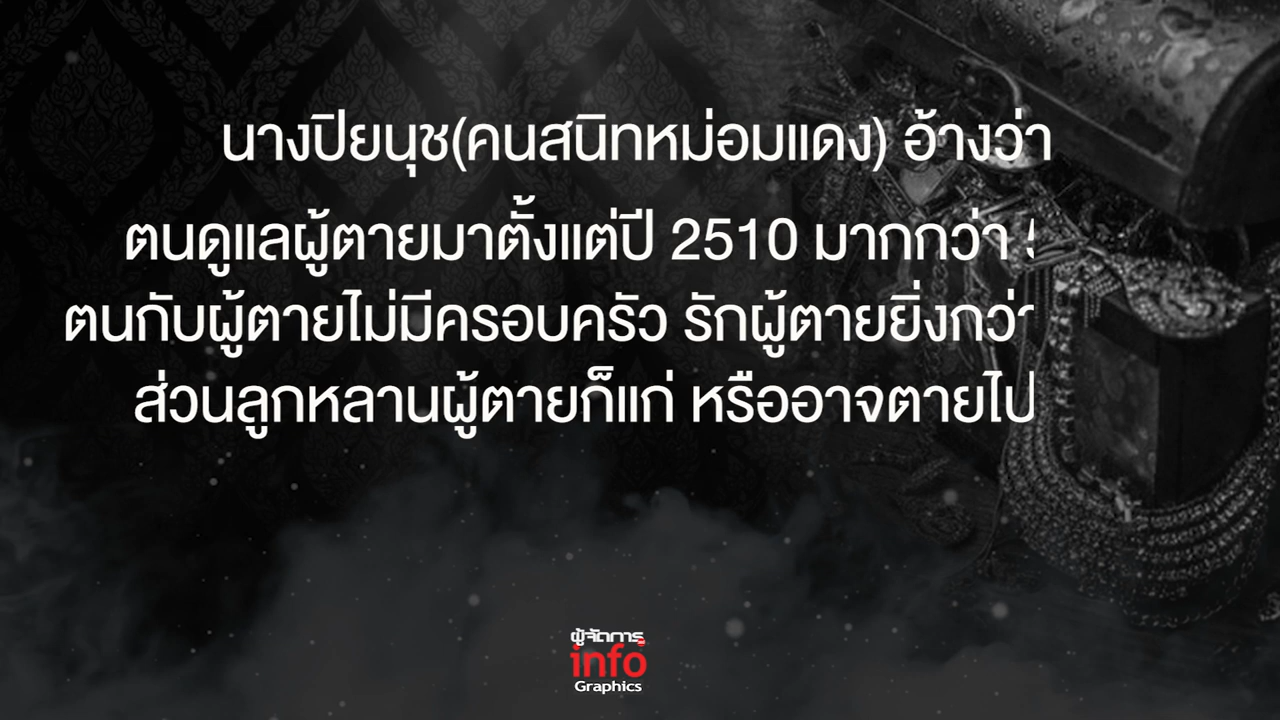 นางปิยนุช(คนสนิทหม่อมแดง) อ้างว่า
ตนดูแลผู้ตายมาตั้งแต่ปี 2510 มากกว่า
ตนกับผู้ตายไม่มีครอบครัว รักผู้ตายยิ่งกว่า
ส่วนลูกหลานผู้ตายก็แก่ หรืออาจตายไป
ผู้จัดการ
info
Graphics